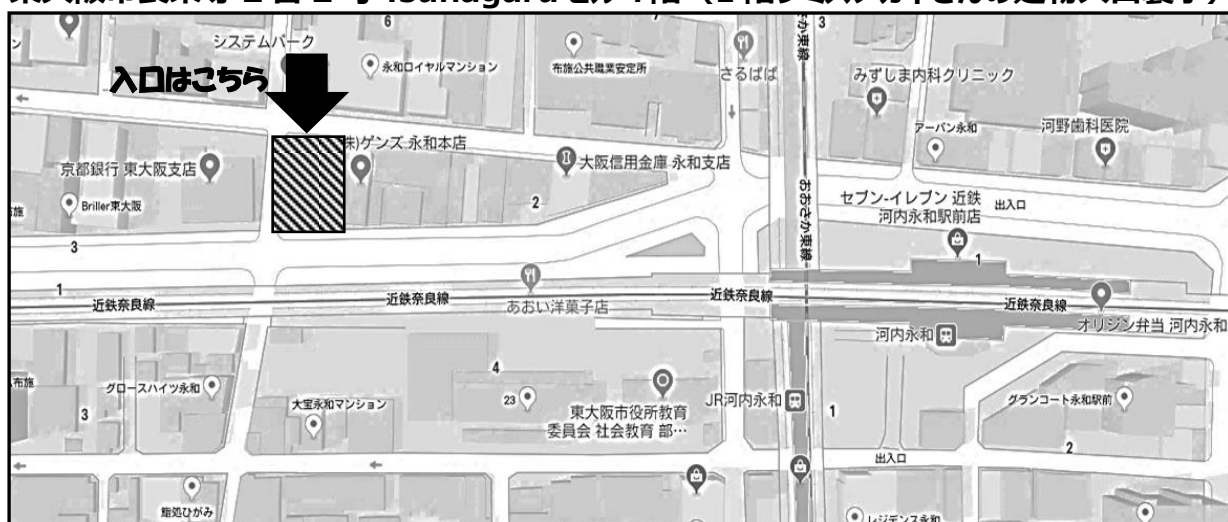 6
3
システムパーク
永和ロイヤルマンション
布施公共職業安定所
さるぱぱ
みずしま内科クリニック
入口はこちら
アーバン永和
河野歯科医院
株)ゲンズ 永和本店
京都銀行 東大阪支店
大阪信用金庫 永和支店
Briller東大阪
2
おおさか東線
セブン-イレブン 近鉄
河内永和駅前店
出入口
3
1
1
近鉄奈良線
近鉄奈良線
近鉄奈良線
近鉄奈良線
あおい洋菓子店
オリジン弁当 河内永和
河内永和
布施
グロースハイツ永和
4
23
大宝永和マンション
東大阪市役所教育
委員会 社会教育 部…
JR河内永和
1
グランコート永和駅前
3
2
出入口
鮨処ひがみ
レジデンス永和